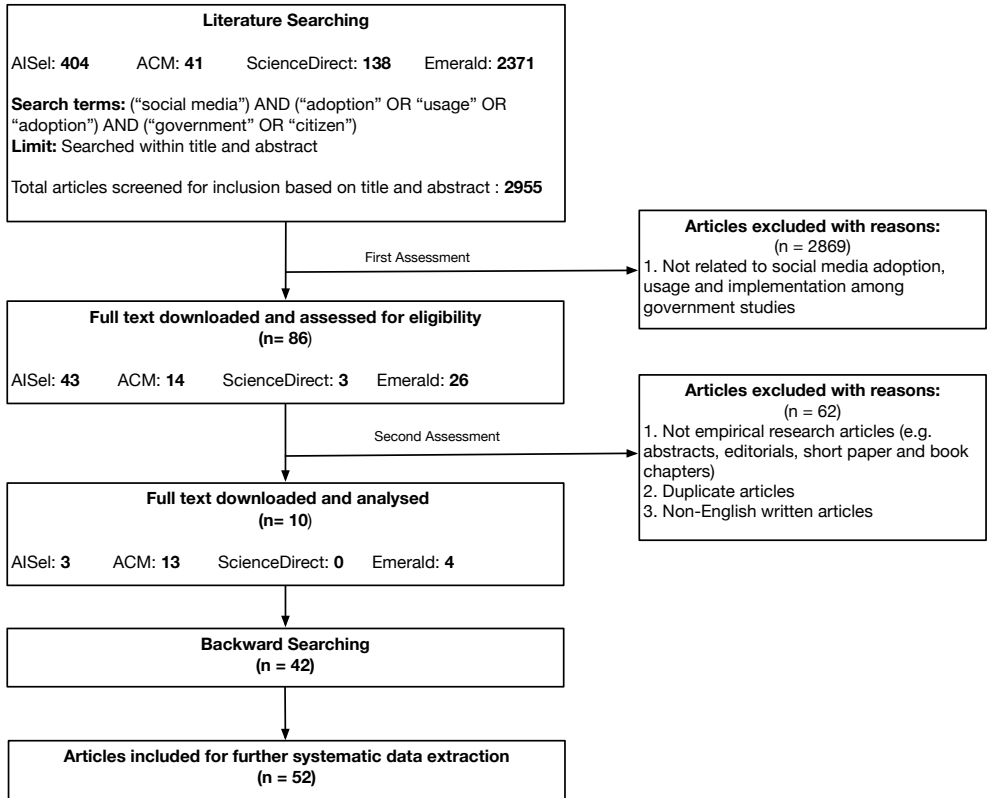 Literature Searching
AISel: 404 ACM: 41 ScienceDirect: 138 Emerald: 2371
Search terms: (“social media”) AND (“adoption” OR “usage” OR
“adoption”) AND (“government” OR “citizen”)
Limit: Searched within title and abstract
Total articles screened for inclusion based on title and abstract : 2955
First Assessment
Articles excluded with reasons:
(n = 2869)
1. Not related to social media adoption,
usage and implementation among
government studies
Full text downloaded and assessed for eligibility
(n= 86)
AISel: 43 ACM: 14 ScienceDirect: 3 Emerald: 26
Second Assessment
Articles excluded with reasons:
(n = 62)
1. Not empirical research articles (e.g.
abstracts, editorials, short paper and book
chapters)
2. Duplicate articles
3. Non-English written articles
Full text downloaded and analysed
(n= 10)
AISel: 3 ACM: 13 ScienceDirect: 0 Emerald: 4
Backward Searching
(n = 42)
Articles included for further systematic data extraction
(n = 52)